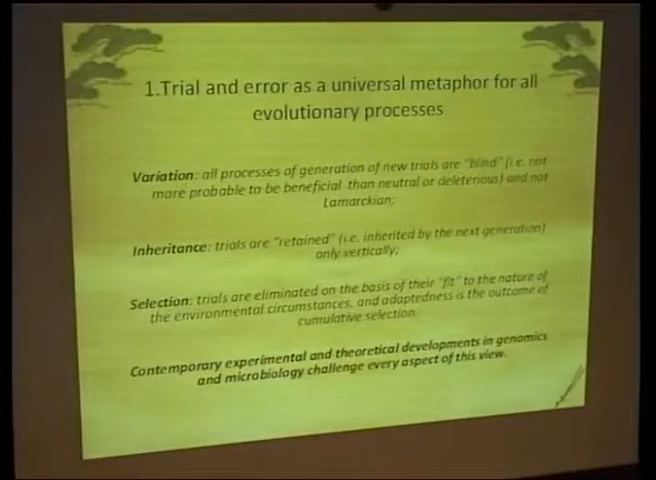 1.Trial and error as a universal metaphor for all
evolutionary processes
Variation: all processes of generation of new trials are "blind" (i.e. not
more probable to be beneficial than neutral or deleterious) and not
Lamarckian;
Inheritance: trials are "retained" (i.e. inherited by the next generation)
only vertically;
Selection: trials are eliminated on the basis of their "fit" to the nature of
the environmental circumstances, and adaptedness is the outcome of
cumulative selection.
Contemporary experimental and theoretical developments in genomics
and microbiology challenge every aspect of this view.